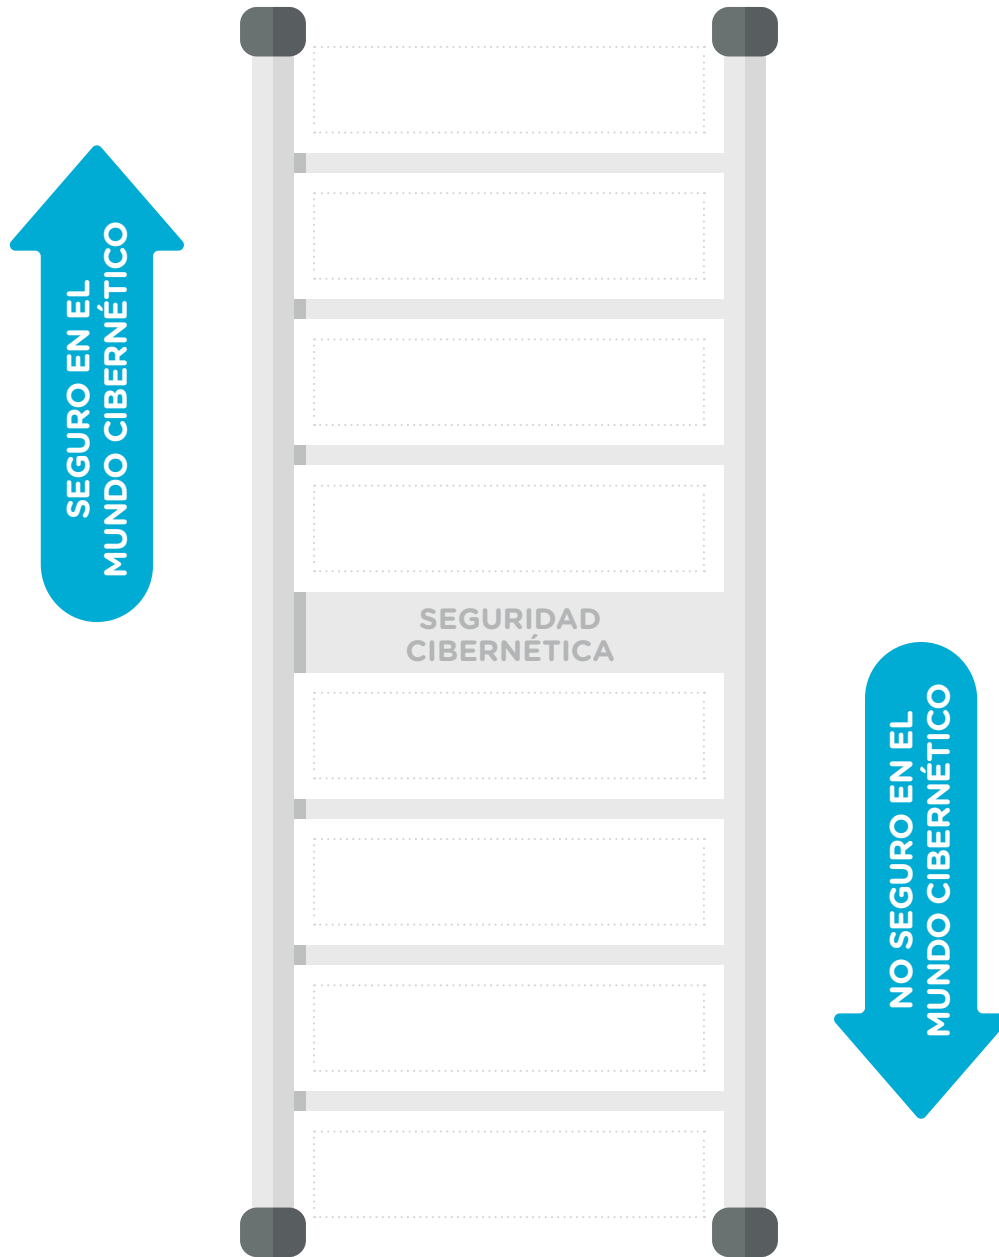 SEGURO EN EL
MUNDO CIBERNÉTICO
SEGURIDAD
CIBERNÉTICA
NO SEGURO EN EL
MUNDO CIBERNÉTICO